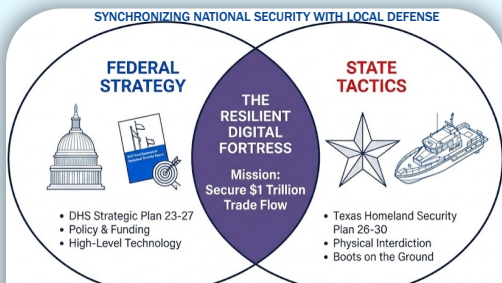 SYNCHRONIZING NATIONAL SECURITY WITH LOCAL DEFENSE
FEDERAL
STRATEGY
THE
RESILIENT
DIGITAL
FORTRESS
Mission:
Secure $1 Trillion
Trade Flow
STATE
TACTICS
• DHS Strategic Plan 23-27
• Policy & Funding
• High-Level Technology
• Texas Homeland Security
Plan 26-30
• Physical Interdiction
• Boots on the Ground